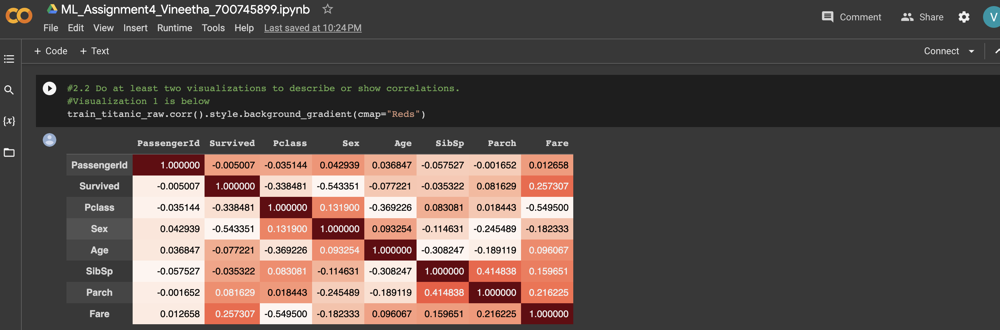 ML_Assignment4_Vineetha_700745899.ipynb
Comment Share V
File Edit View Insert Runtime Tools Help Last saved at 10:24 PM
+ Code + Text Connect
#2.2 Do at least two visualizations to describe or show correlations.
#Visualization 1 is below
{x} train_titanic_raw.corr().style.background_gradient(cmap="Reds")
PassengerId Survived Pclass Sex Age SibSp Parch Fare
PassengerId 1.000000 -0.005007 -0.035144 0.042939 0.036847 -0.057527 -0.001652 0.012658
Survived -0.005007 1.000000 -0.338481 -0.543351 -0.077221 -0.035322 0.081629 0.257307
Pclass -0.035144 -0.338481 1.000000 0.131900 -0.369226 0.083081 0.018443 -0.549500
Sex 0.042939 -0.543351 0.131900 1.000000 0.093254 -0.114631 -0.245489 -0.182333
Age 0.036847 -0.077221 -0.369226 0.093254 1.000000 -0.308247 -0.189119 0.096067
SibSp -0.057527 -0.035322 0.083081 -0.114631 -0.308247 1.000000 0.414838 0.159651
Parch -0.001652 0.081629 0.018443 -0.245489 -0.189119 0.414838 1.000000 0.216225
Fare 0.012658 0.257307 -0.549500 -0.182333 0.096067 0.159651 0.216225 1.000000